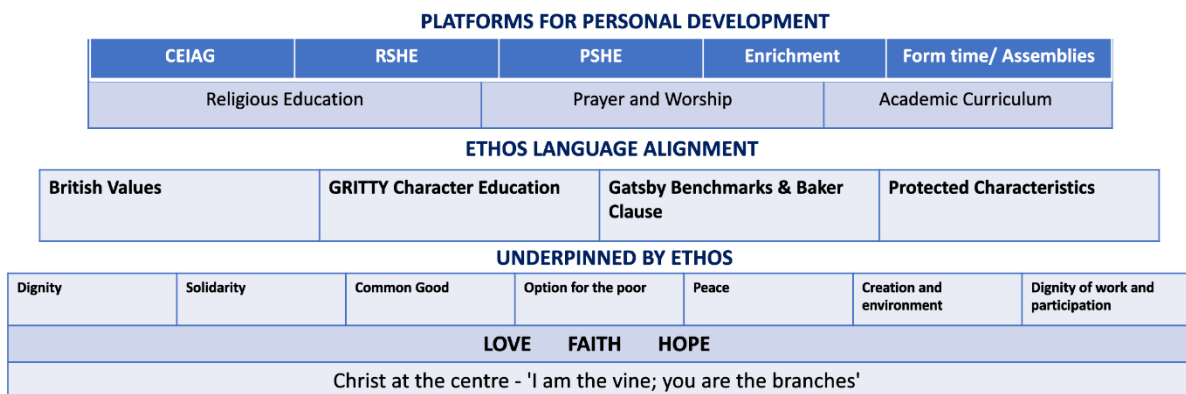 PLATFORMS FOR PERSONAL DEVELOPMENT
CEIAG RSHE PSHE Enrichment Form time/ Assemblies
Religious Education Prayer and Worship Academic Curriculum
ETHOS LANGUAGE ALIGNMENT
British Values GRITTY Character Education Gatsby Benchmarks & Baker Clause Protected Characteristics
UNDERPINNED BY ETHOS
Dignity Solidarity Common Good Option for the poor Peace Creation and environment Dignity of work and participation
LOVE FAITH HOPE
Christ at the centre - 'I am the vine; you are the branches'